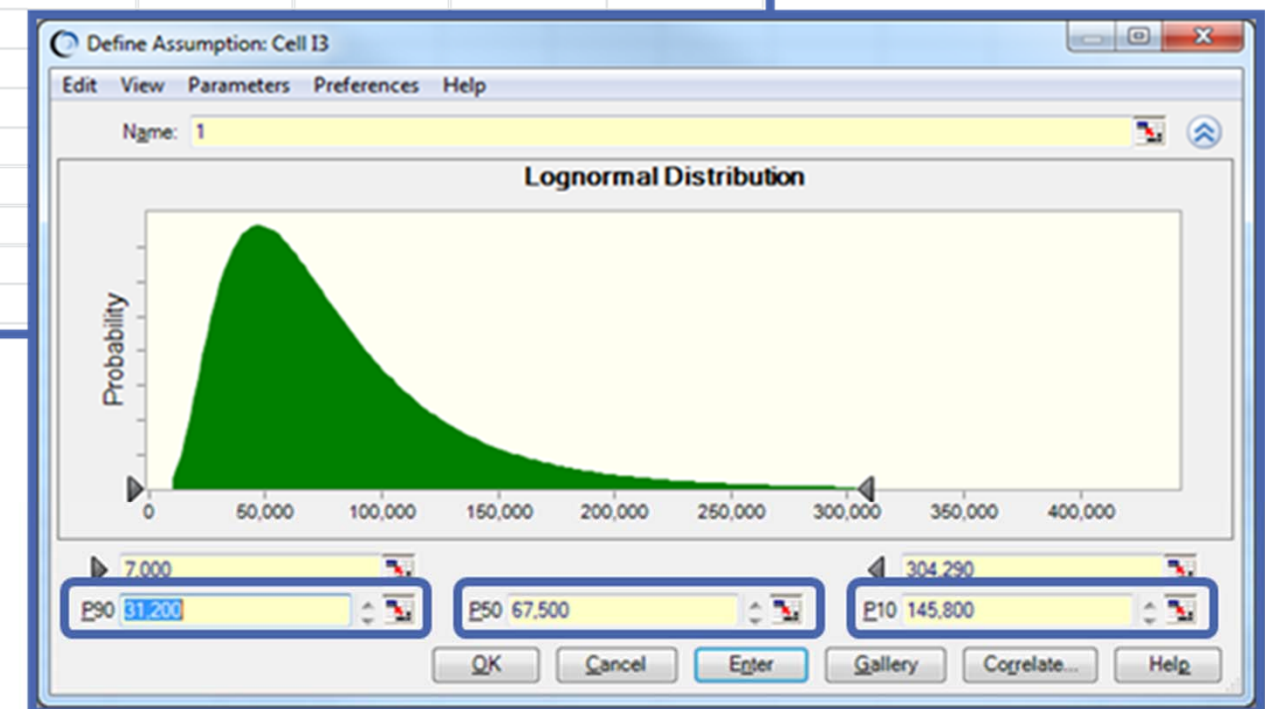 Define Assumption: Cell I3
Edit View Parameters Preferences Help
Name: 1
Lognormal Distribution
Probability
0 50,000 100,000 150,000 200,000 250,000 300,000 350,000 400,000
7,000 304,290
P90 31,200 P50 67,500 P10 145,800
OK Cancel Enter Gallery Correlate... Help